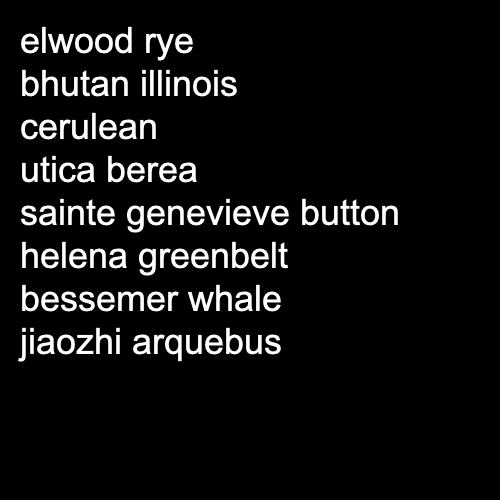 elwood rye
bhutan illinois
cerulean
utica berea
sainte genevieve button
helena greenbelt
bessemer whale
jiaozhi arquebus